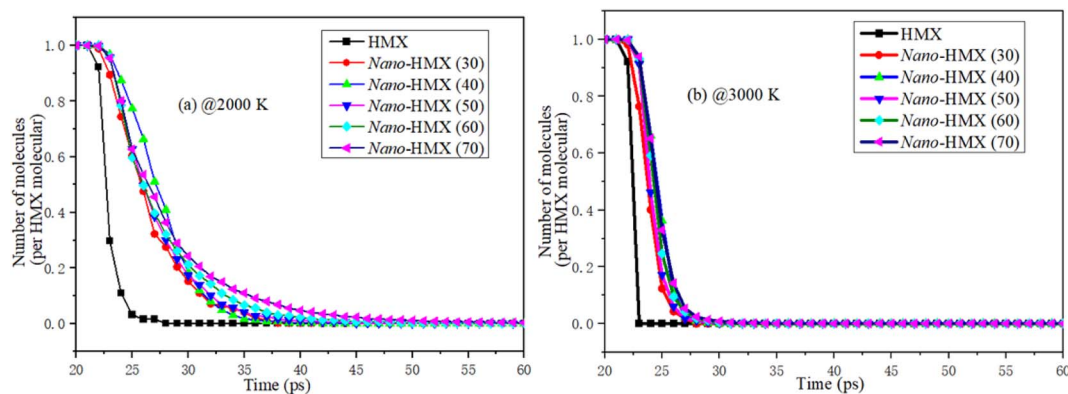 Number of molecules
(per HMX molecular)
1.0
0.8
0.6
0.4
0.2
0.0
(a) @2000 K
HMX
Nano-HMX (30)
Nano-HMX (40)
Nano-HMX (50)
Nano-HMX (60)
Nano-HMX (70)
20 25 30 35 40 45 50 55 60
Time (ps)
Number of molecules
(per HMX molecular)
1.0
0.8
0.6
0.4
0.2
0.0
(b) @3000 K
HMX
Nano-HMX (30)
Nano-HMX (40)
Nano-HMX (50)
Nano-HMX (60)
Nano-HMX (70)
20 25 30 35 40 45 50 55 60
Time (ps)